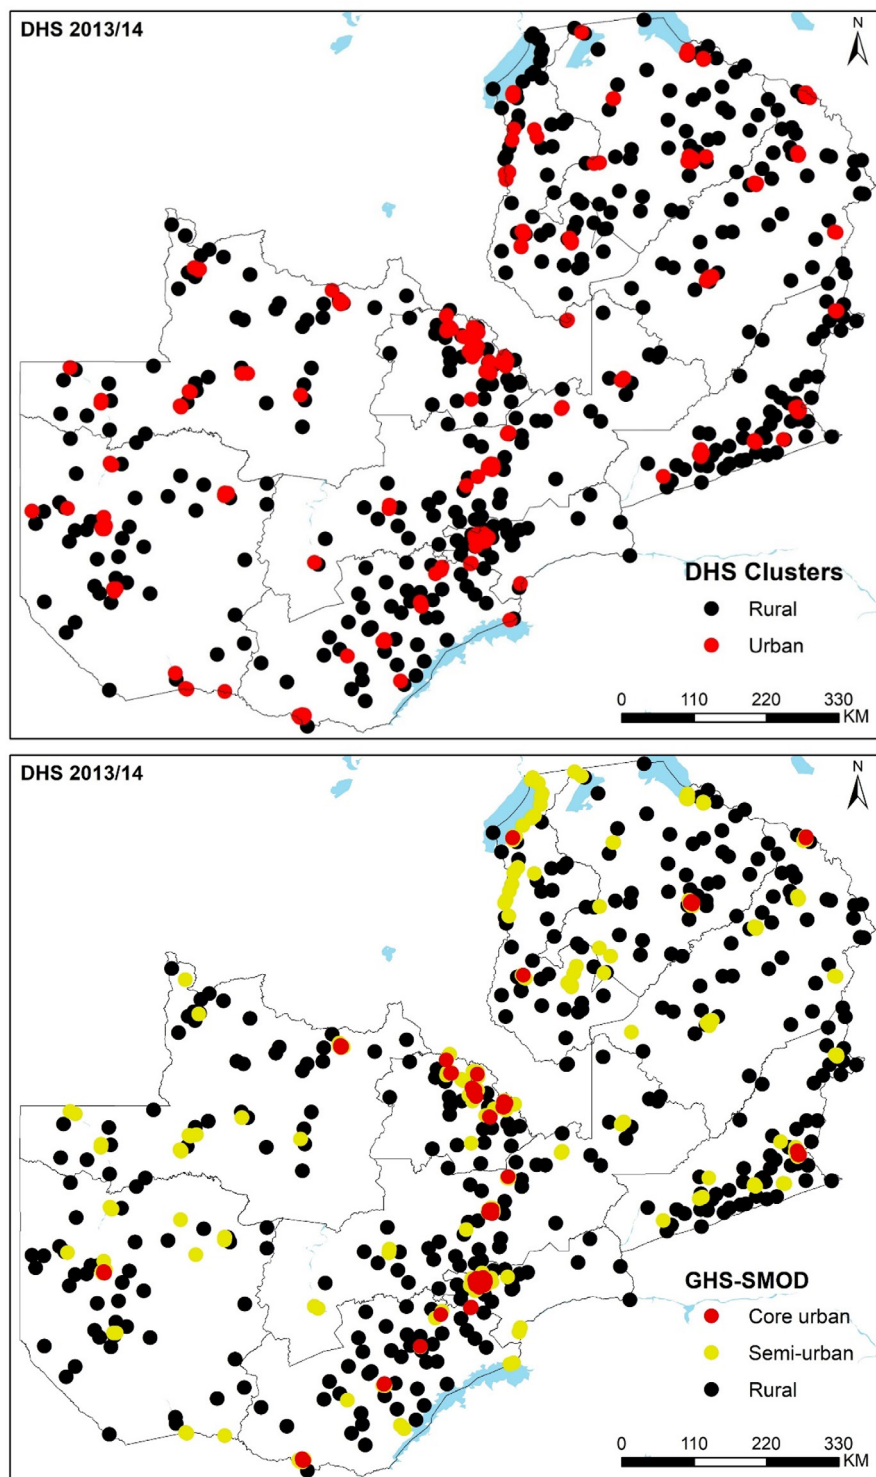 DHS 2013/14
N
DHS Clusters
Rural
Urban
0 110 220 330
KM
DHS 2013/14
N
GHS-SMOD
Core urban
Semi-urban
Rural
0 110 220 330
KM